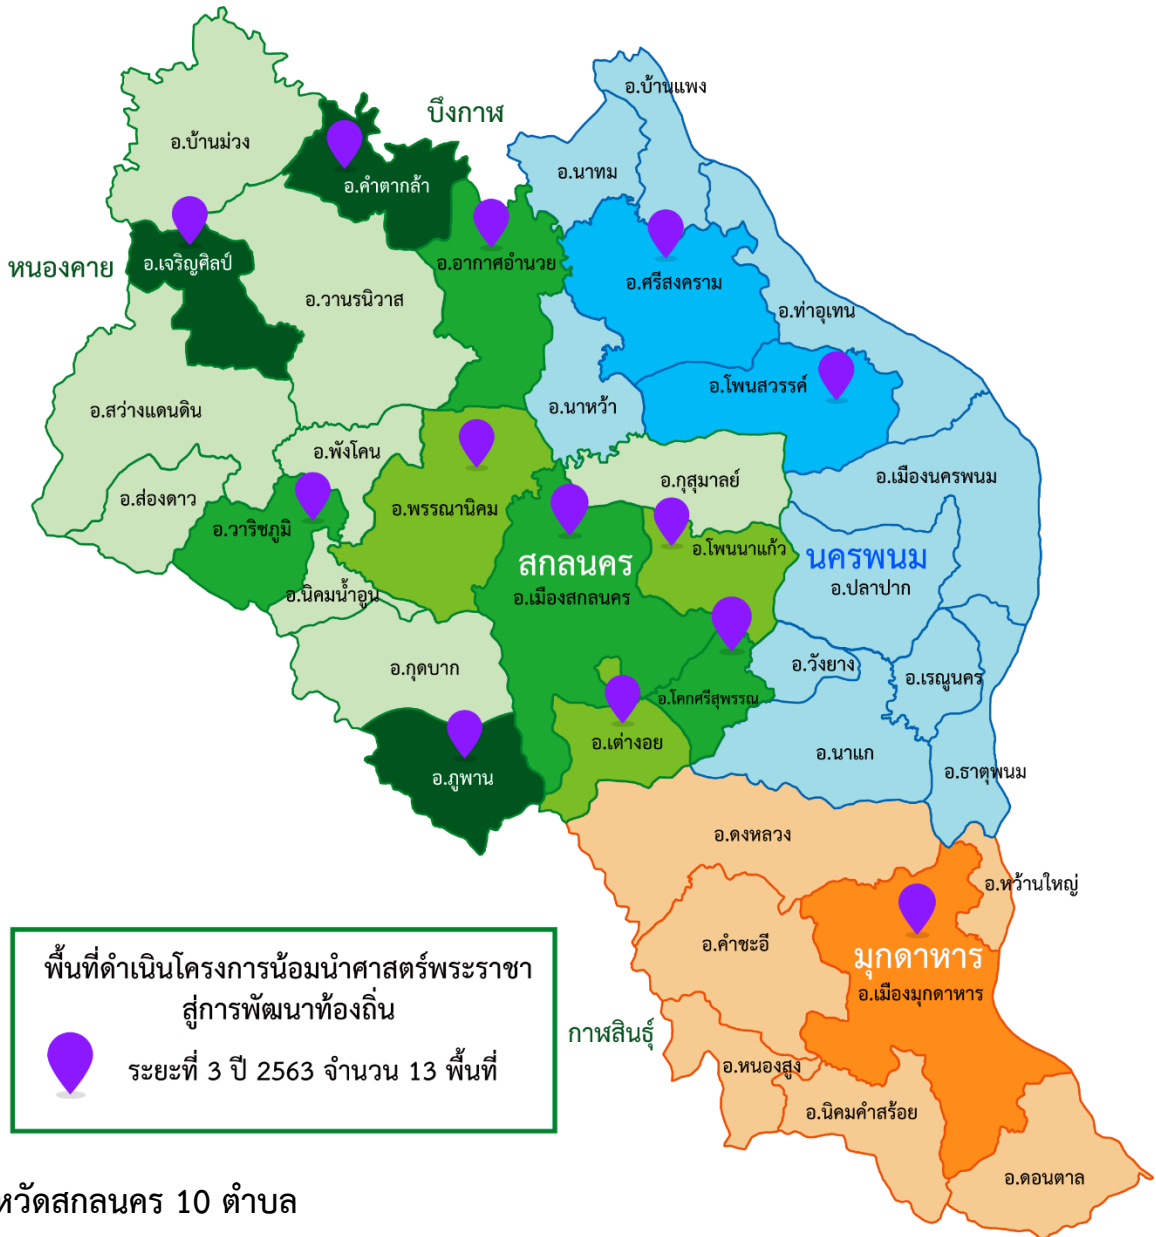 อ.บ้านแพง
บึงกาฬ
อ.บ้านม่วง
อ.นาทม
อ.คำตากล้า
หนองคาย
อ.เจริญศิลป์
อ.อากาศอำนวย
อ.ศรีสงคราม
อ.วานรนิวาส
อ.ท่าอุเทน
อ.โพนสวรรค์
อ.สว่างแดนดิน
อ.นาหว้า
อ.พังโคน
อ.กุสุมาลย์
อ.เมืองนครพนม
อ.ส่องดาว
อ.พรรณานิคม
อ.วาริชภูมิ
อ.โพนนาแก้ว
สกลนคร
นครพนม
อ.นิคมน้ำอูน
อ.เมืองสกลนคร
อ.ปลาปาก
อ.กุดบาก
อ.วังยาง
อ.เรณูนคร
อ.โคกศรีสุพรรณ
อ.เต่างอย
อ.นาแก
อ.ภูพาน
อ.ธาตุพนม
อ.ดงหลวง
อ.หว้านใหญ่
อ.คำชะอี
มุกดาหาร
อ.เมืองมุกดาหาร
พื้นที่ดำเนินโครงการน้อมนำศาสตร์พระราชา
สู่การพัฒนาท้องถิ่น
ระยะที่ 3 ปี 2563 จำนวน 13 พื้นที่
กาฬสินธุ์
อ.หนองสูง
อ.นิคมคำสร้อย
อ.ดอนตาล
หวัดสกลนคร 10 ตำบล